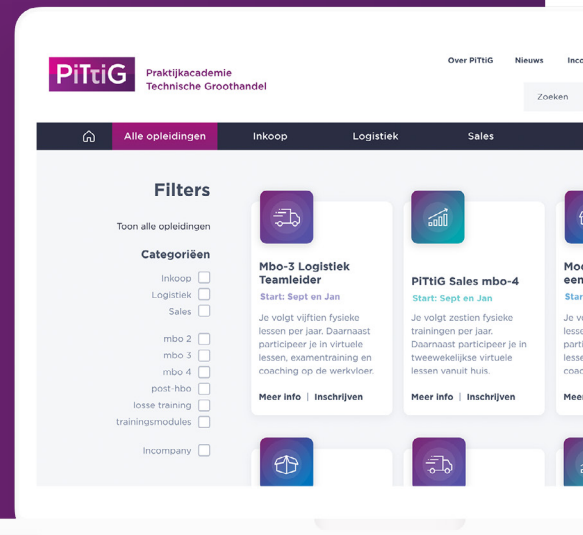 Over PiTtiG Nieuws
PiTtiG
Praktijkacademie
Technische Groothandel
Zoeken
Alle opleidingen Inkoop Logistiek Sales
Filters
Toon alle opleidingen
Categoriëen
Inkoop
Logistiek
Sales
mbo 2
mbo 3
mbo 4
post-hbo
losse training
trainingsmodules
Incompany
Mbo-3 Logistiek
Teamleider
Start: Sept en Jan
Je volgt vijftien fysieke
lessen per jaar. Daarnaast
participeer je in virtuele
lessen, examentraining en
coaching op de werkvloer.
Meer info | Inschrijven
PiTtiG Sales mbo-4
Start: Sept en Jan
Je volgt zestien fysieke
trainingen per jaar.
Daarnaast participeer je in
tweewekelijkse virtuele
lessen vanuit huis.
Meer info | Inschrijven